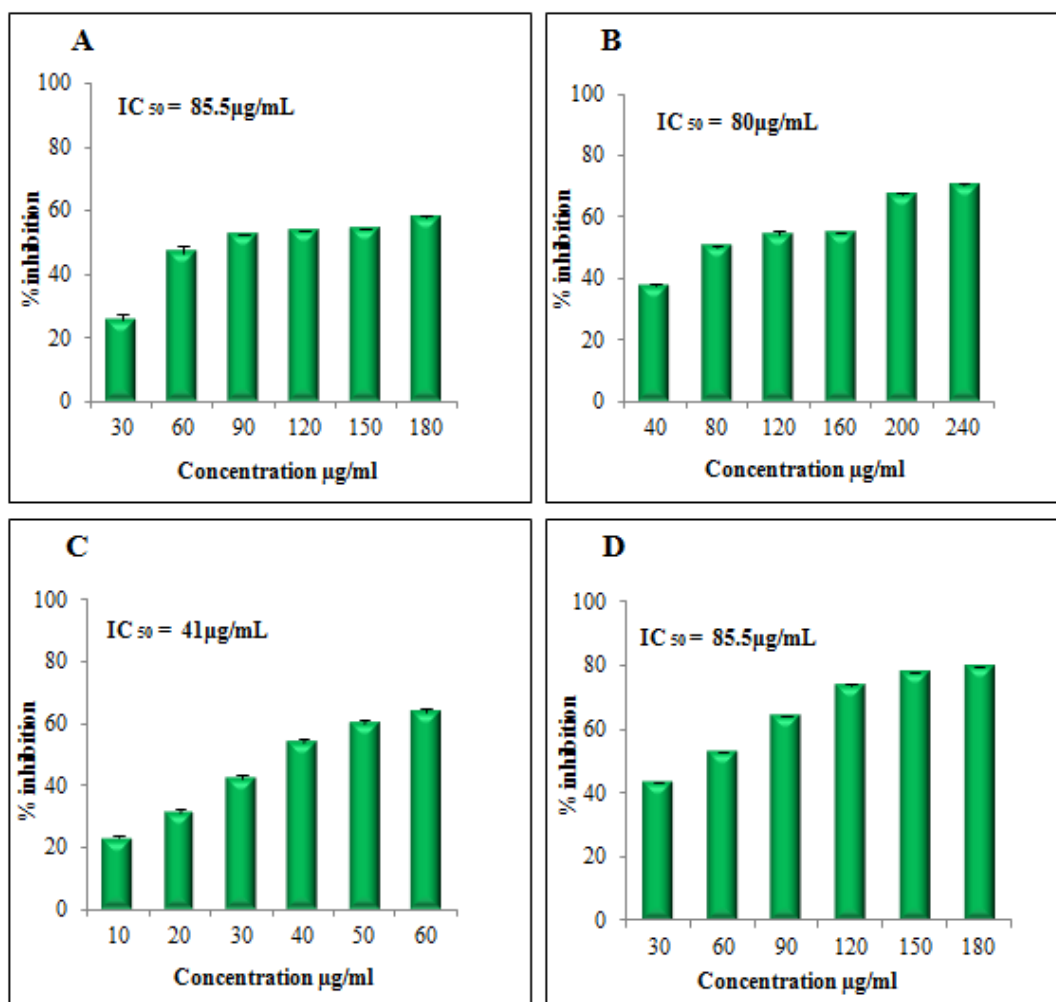 A
IC 50 = 85.5µg/mL
% inhibition
100
80
60
40
20
0
30 60 90 120 150 180
Concentration µg/ml
B
IC 50 = 80µg/mL
% inhibition
100
80
60
40
20
0
40 80 120 160 200 240
Concentration µg/ml
C
IC 50 = 41µg/mL
% inhibition
100
80
60
40
20
0
10 20 30 40 50 60
Concentration µg/ml
D
IC 50 = 85.5µg/mL
% inhibition
100
80
60
40
20
0
30 60 90 120 150 180
Concentration µg/ml